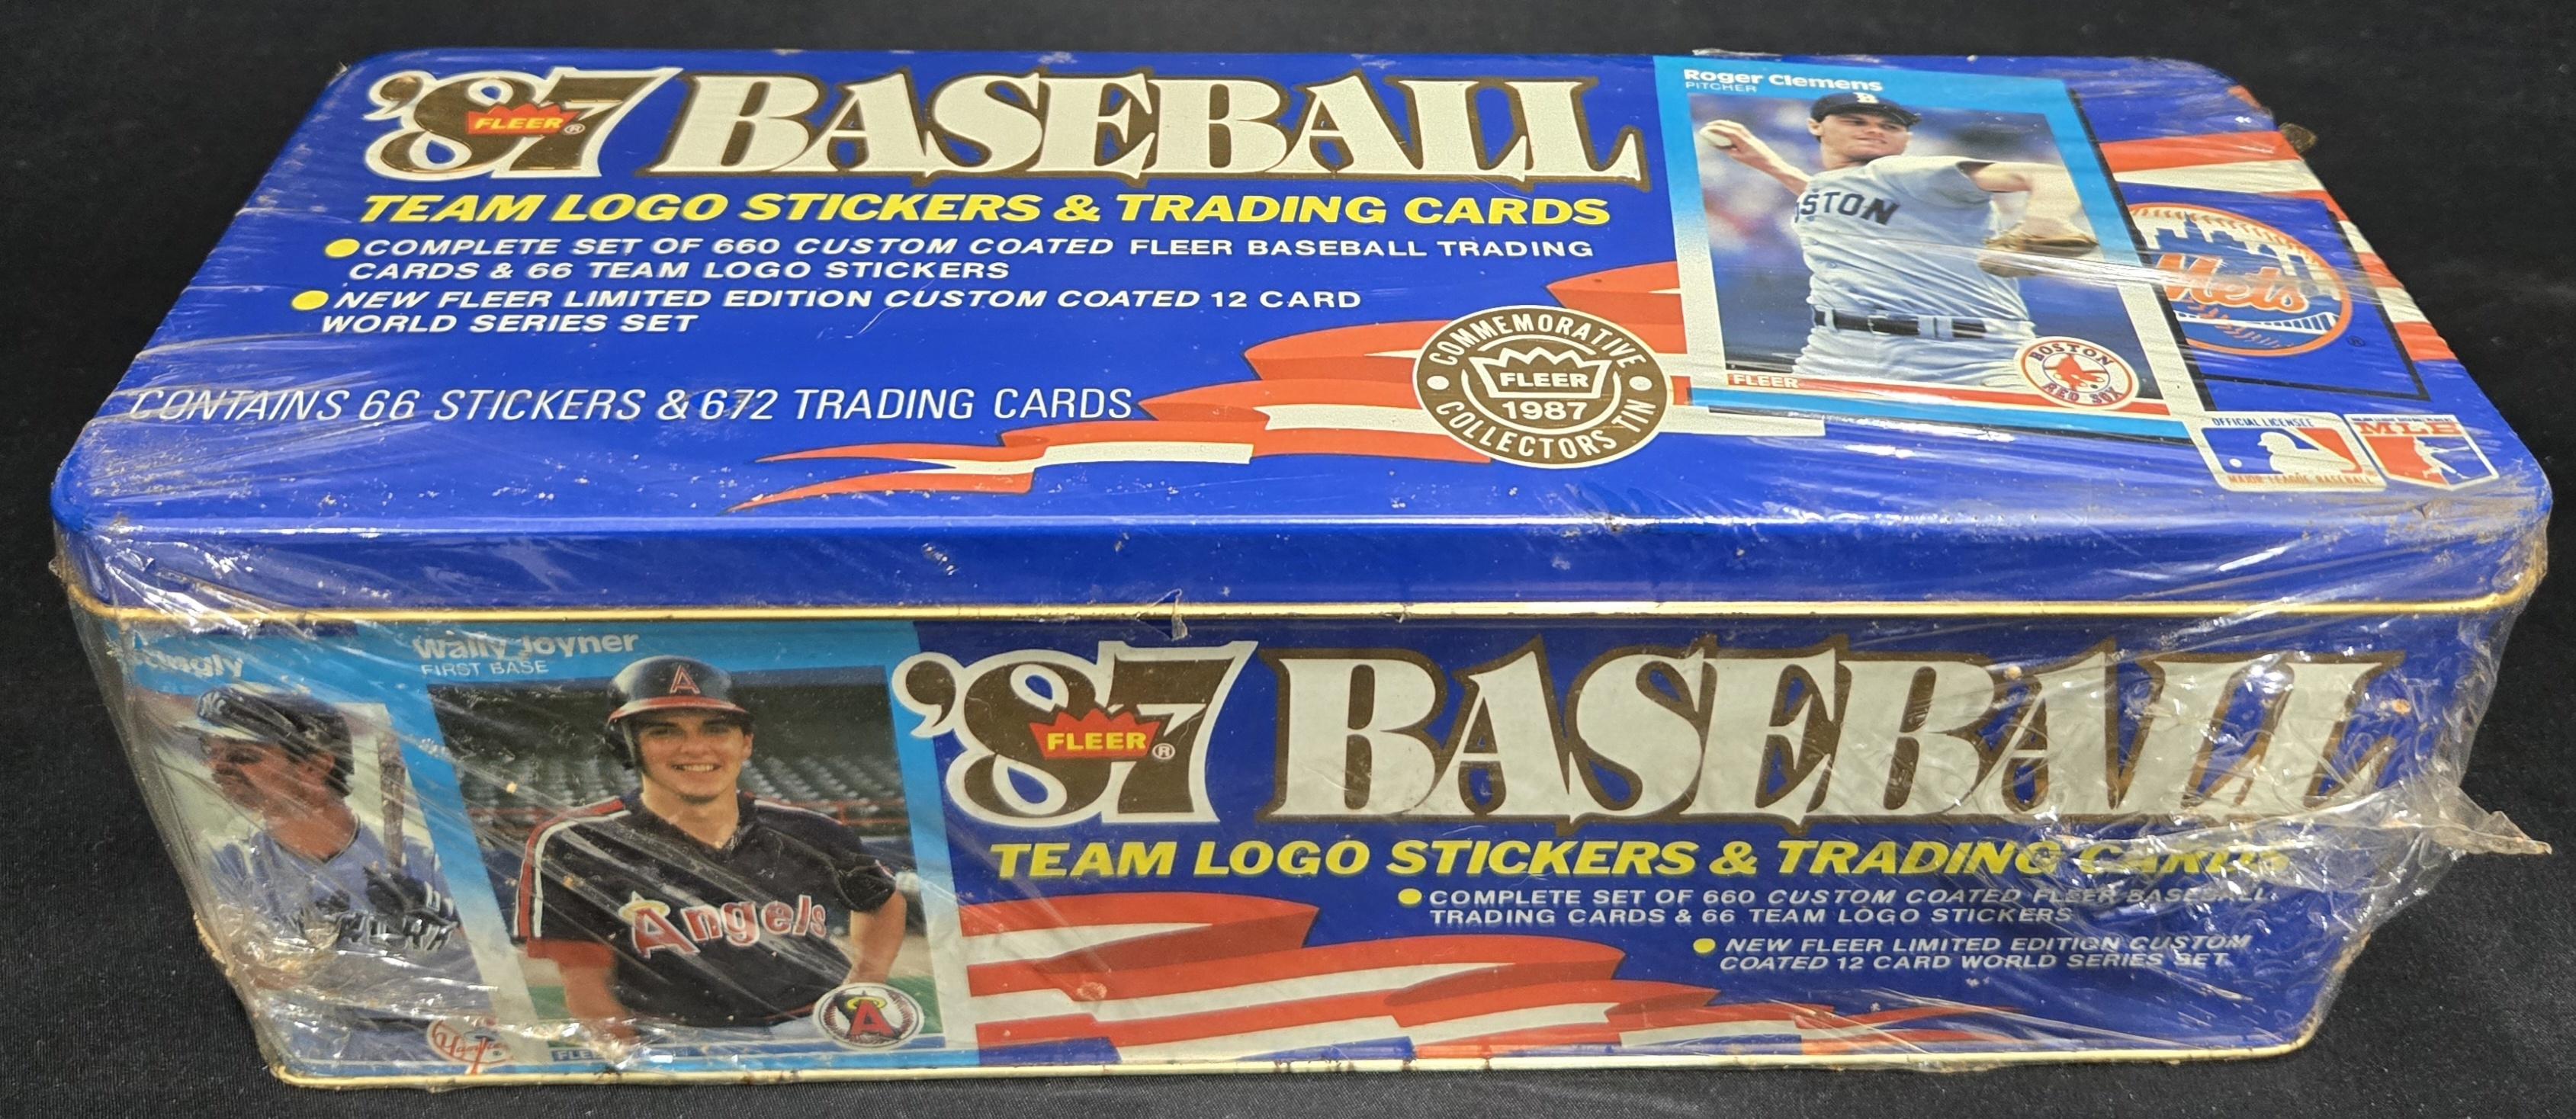 '87 BASEBALL
FLEER®
TEAM LOGO STICKERS & TRADING CARDS
COMPLETE SET OF 660 CUSTOM COATED FLEER BASEBALL TRADING
CARDS & 66 TEAM LOGO STICKERS
NEW FLEER LIMITED EDITION CUSTOM COATED 12 CARD
WORLD SERIES SET
CONTAINS 66 STICKERS & 672 TRADING CARDS
COMMEMORATIVE
FLEER
1987
COLLECTORS TIN
Roger Clemens
PITCHER
B
STON
FLEER
BOSTON
RED SOX
Mets
®
OFFICIAL LICENSEE
MAJOR LEAGUE BASEBALL
MLB
tingly
Wally Joyner
FIRST BASE
A
Angels
A
FLEE
'87 BASEBALL
FLEER®
TEAM LOGO STICKERS & TRADING CARDS
COMPLETE SET OF 660 CUSTOM COATED FLEER BASEBALL
TRADING CARDS & 66 TEAM LOGO STICKERS
NEW FLEER LIMITED EDITION CUSTOM
COATED 12 CARD WORLD SERIES SET